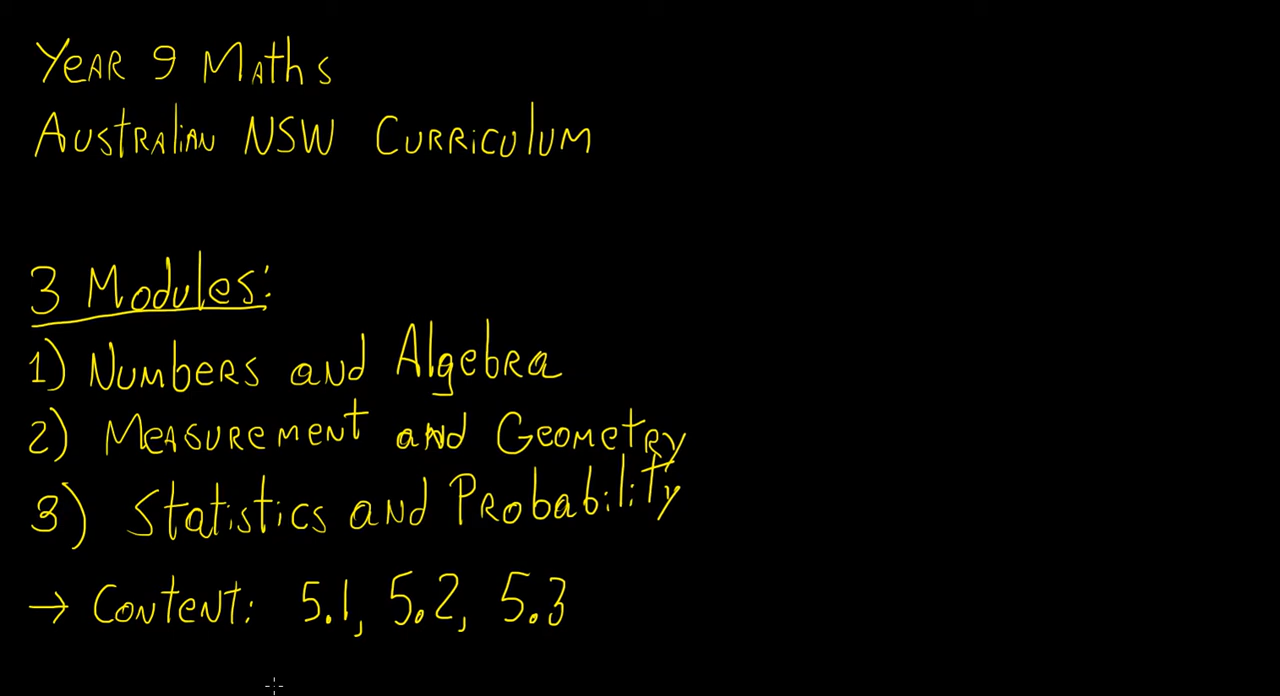 Year 9 Maths
Australian NSW Curriculum
3 Modules:
1) Numbers and Algebra
2) Measurement and Geometry
3) Statistics and Probability
→ Content: 5.1, 5.2, 5.3